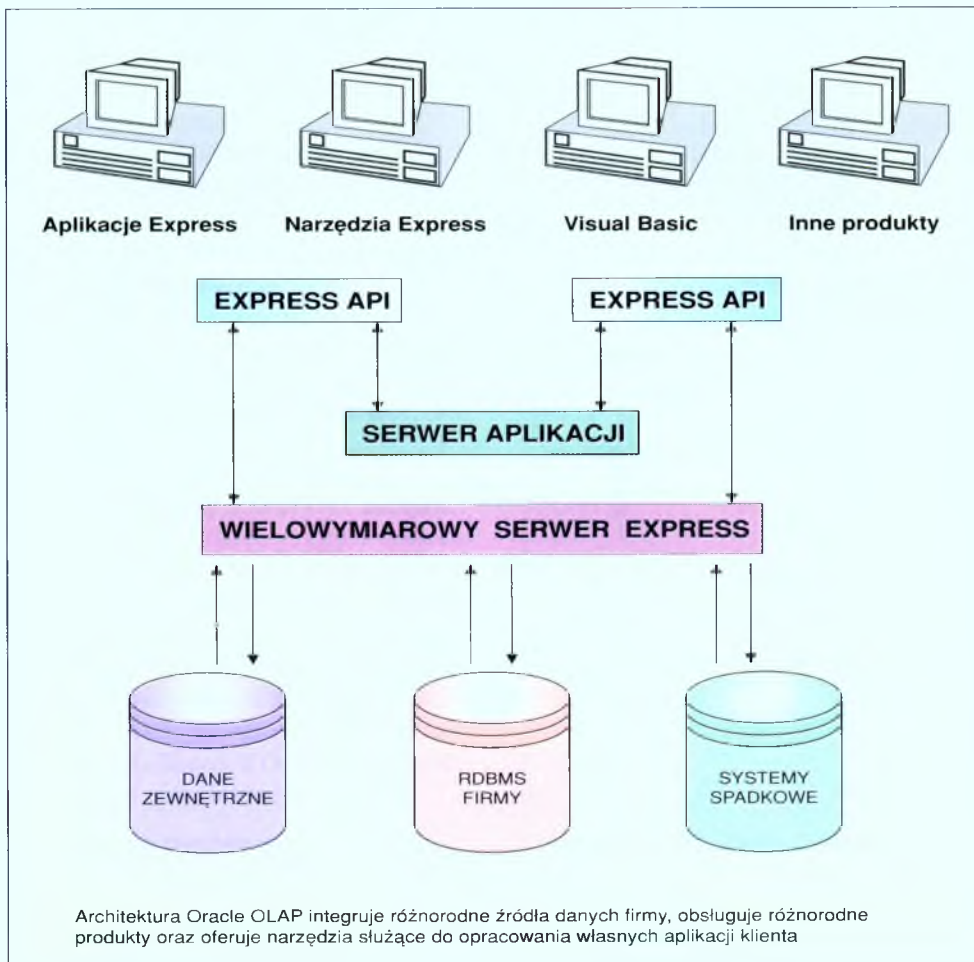 Aplikacje Express
Narzędzia Express
Visual Basic
Inne produkty
EXPRESS API
EXPRESS API
SERWER APLIKACJI
WIELOWYMIAROWY SERWER EXPRESS
DANE
ZEWNĘTRZNE
RDBMS
FIRMY
SYSTEMY
SPADKOWE
Architektura Oracle OLAP integruje różnorodne źródła danych firmy, obsługuje różnorodne
produkty oraz oferuje narzędzia służące do opracowania własnych aplikacji klienta